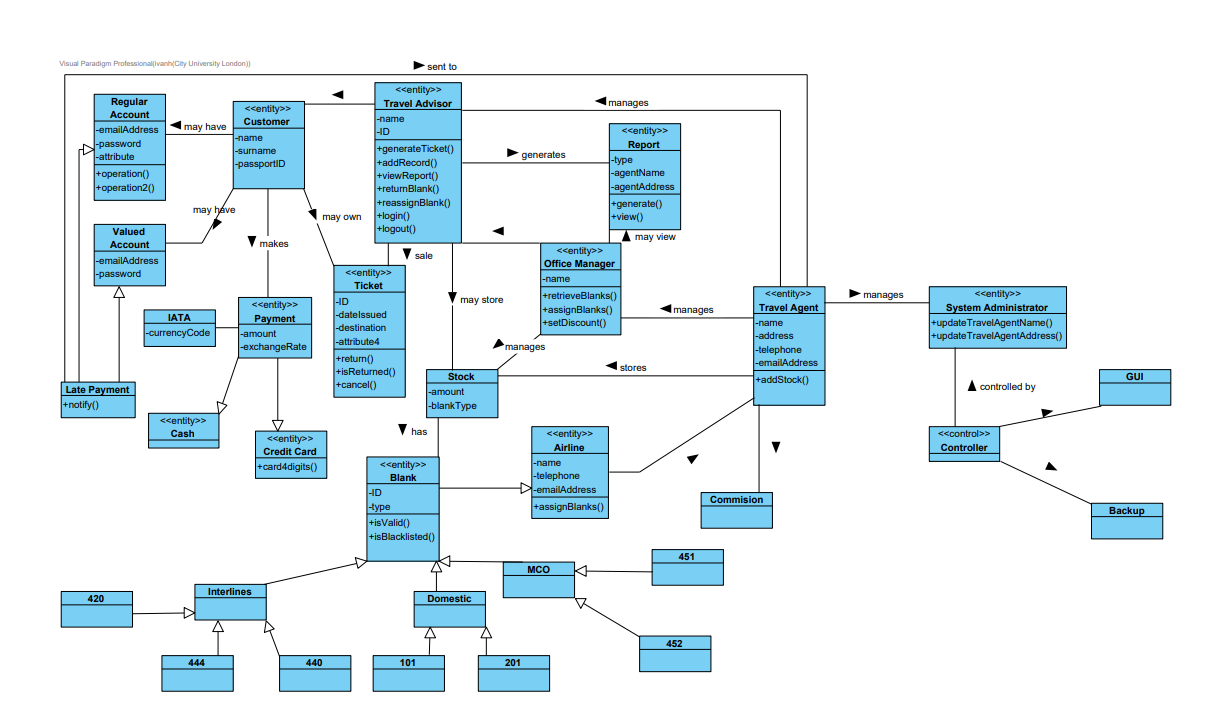 Visual Paradigm Professional(ivanh(City University London))
sent to
Regular
Account
-emailAddress
-password
-attribute
+operation()
+operation2()
may have
<<entity>>
Customer
-name
-surname
-passportID
<<entity>>
Travel Advisor
-name
-ID
+generateTicket()
+addRecord()
+viewReport()
+returnBlank()
+reassignBlank()
+login()
+logout()
manages
generates
<<entity>>
Report
-type
-agentName
-agentAddress
+generate()
+view()
may view
may have
may own
makes
sale
Valued
Account
-emailAddress
-password
<<entity>>
Office Manager
-name
+retrieveBlanks()
+assignBlanks()
+setDiscount()
<<entity>>
Ticket
-ID
-dateIssued
-destination
-attribute4
+return()
+isReturned()
+cancel()
may store
manages
<<entity>>
Travel Agent
-name
-address
-telephone
-emailAddress
+addStock()
manages
<<entity>>
System Administrator
+updateTravelAgentName()
+updateTravelAgentAddress()
IATA
-currencyCode
<<entity>>
Payment
-amount
-exchangeRate
manages
stores
Stock
-amount
-blankType
Late Payment
+notify()
<<entity>>
Cash
<<entity>>
Credit Card
+card4digits()
has
controlled by
GUI
<<control>>
Controller
Backup
<<entity>>
Airline
-name
-telephone
-emailAddress
+assignBlanks()
<<entity>>
Blank
-ID
-type
+isValid()
+isBlacklisted()
Commision
MCO
451
452
420
Interlines
Domestic
444
440
101
201